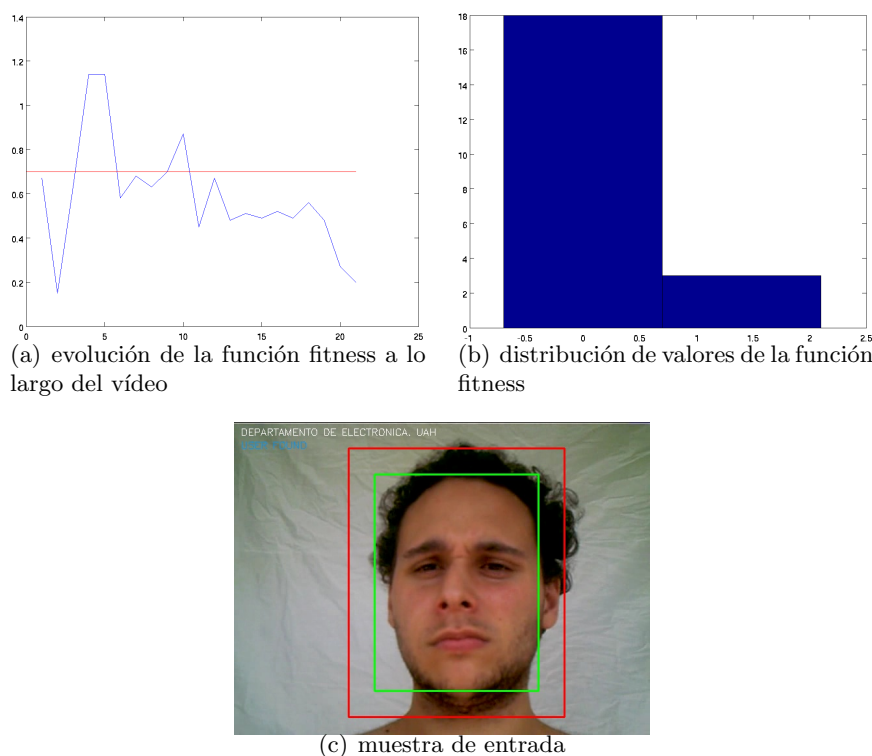 1.4
1.2
1
0.8
0.6
0.4
0.2
0
0 5 10 15 20 25
(a) evolución de la función fitness a lo
largo del vídeo
18
16
14
12
10
8
6
4
2
0
-1 -0.5 0 0.5 1 1.5 2 2.5
(b) distribución de valores de la función
fitness
DEPARTAMENTO DE ELECTRONICA. UAH
(c) muestra de entrada